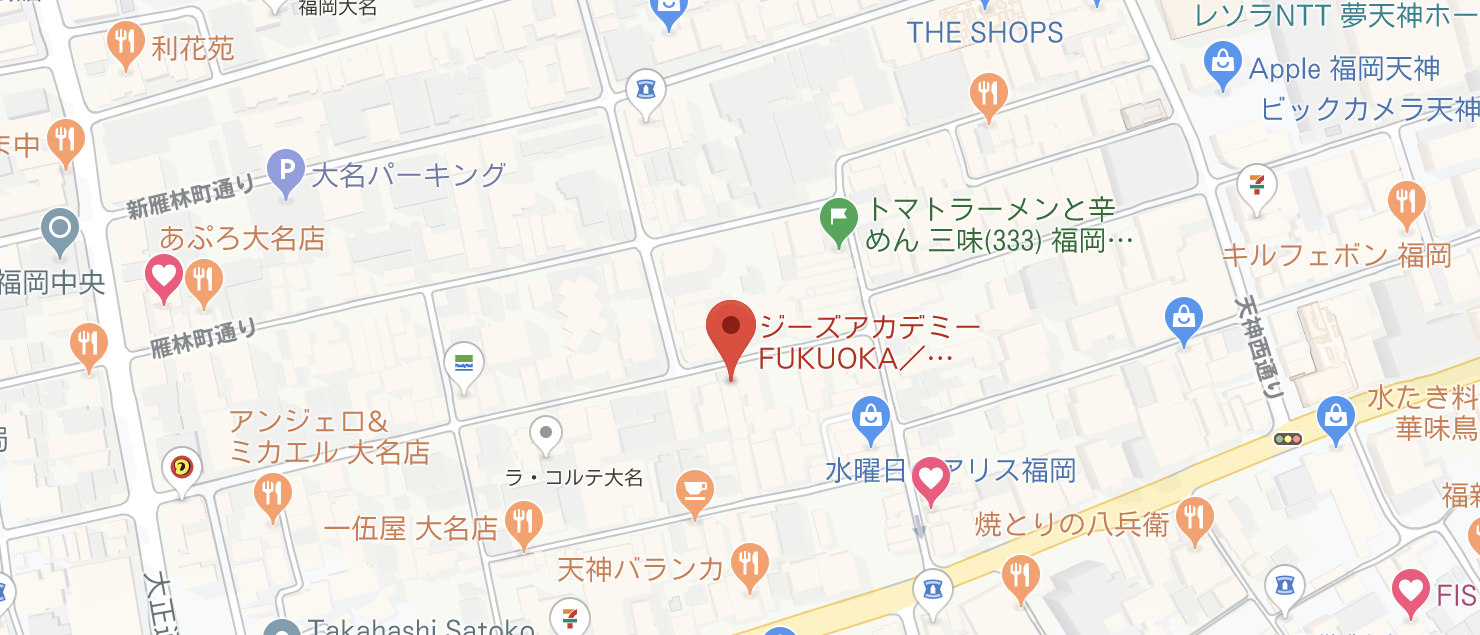 福岡大名
利花苑
THE SHOPS
レソラNTT 夢天神ホー
Apple 福岡天神
ビックカメラ天神
ま中
P
大名パーキング
新雁林町通り
あぷろ大名店
福岡中央
雁林町通り
トマトラーメンと辛
めん 三味(333) 福岡…
キルフェボン 福岡
天神西通り
ジーズアカデミー
FUKUOKA／…
アンジェロ&
ミカエル 大名店
水たき料
華味鳥
水曜日
アリス福岡
ラ・コルテ大名
一伍屋 大名店
焼とりの八兵衛
天神バランカ
大正通
Takahashi Satoko
FIS